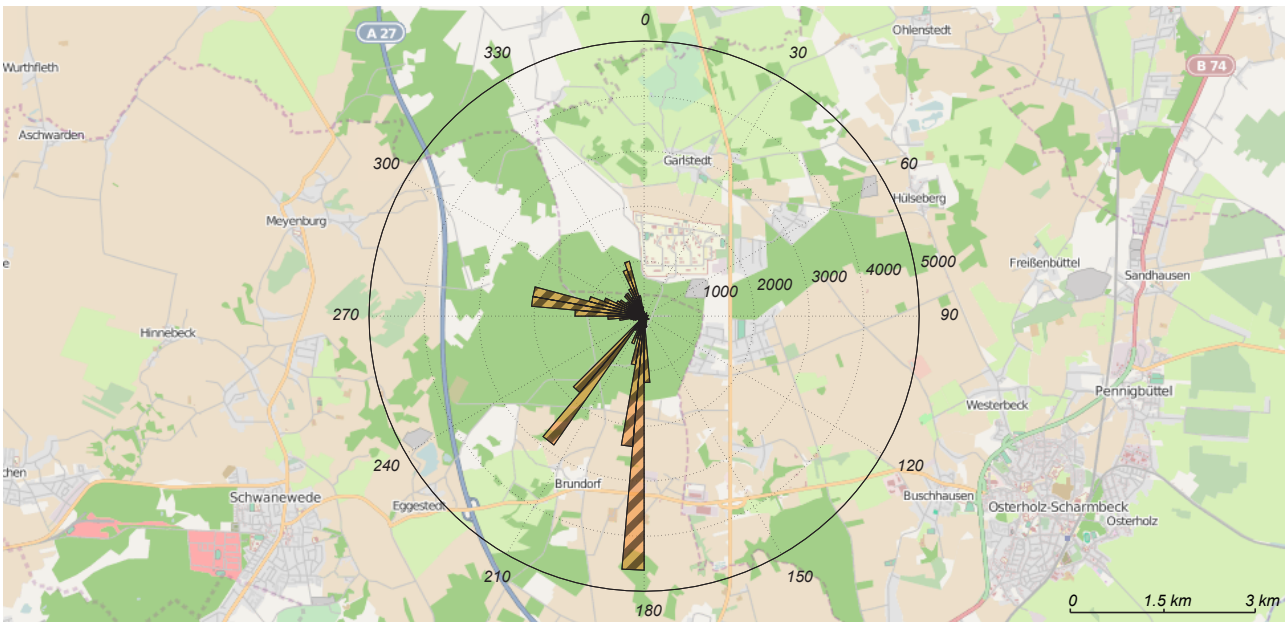 0
A 27
Ohlenstedt
330
30
B 74
Wurthfleth
Aschwarden
300
Garlstedt
60
Hülseberg
Meyenburg
e
1000
2000
3000
4000
5000
Freißenbüttel
Sandhausen
270
90
Hinnebeck
Pennigbüttel
Westerbeck
240
120
chen
Brundorf
Schwanewede
Eggestedt
Buschhausen
Osterholz-Scharmbeck
Osterholz
210
150
180
0 1.5 km 3 km